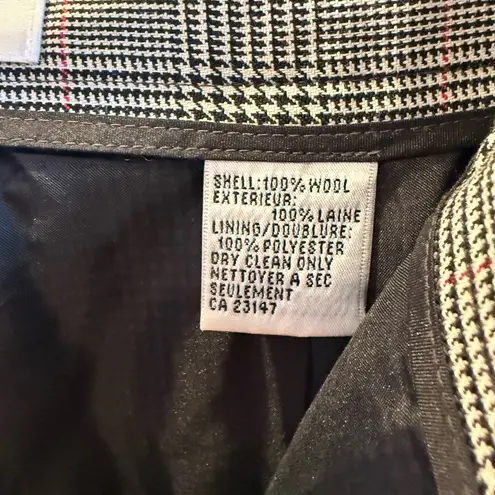 SHELL:100% WOOL
EXTERIEUR:
100% LAINE
LINING/DOUBLURE:
100% POLYESTER
DRY CLEAN ONLY
NETTOYER A SEC
SEULEMENT
CA 23147